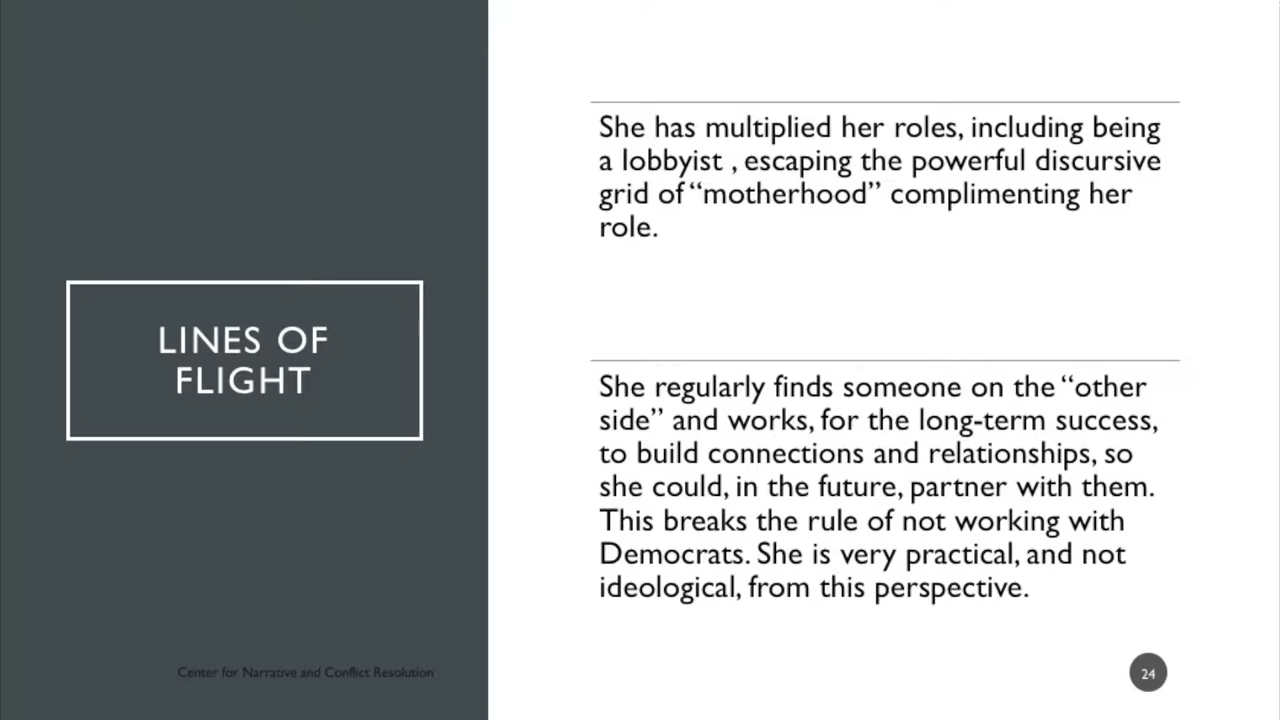 LINES OF
FLIGHT
She has multiplied her roles, including being
a lobbyist , escaping the powerful discursive
grid of “motherhood” complimenting her
role.
She regularly finds someone on the “other
side” and works, for the long-term success,
to build connections and relationships, so
she could, in the future, partner with them.
This breaks the rule of not working with
Democrats. She is very practical, and not
ideological, from this perspective.
Center for Narrative and Conflict Resolution
24